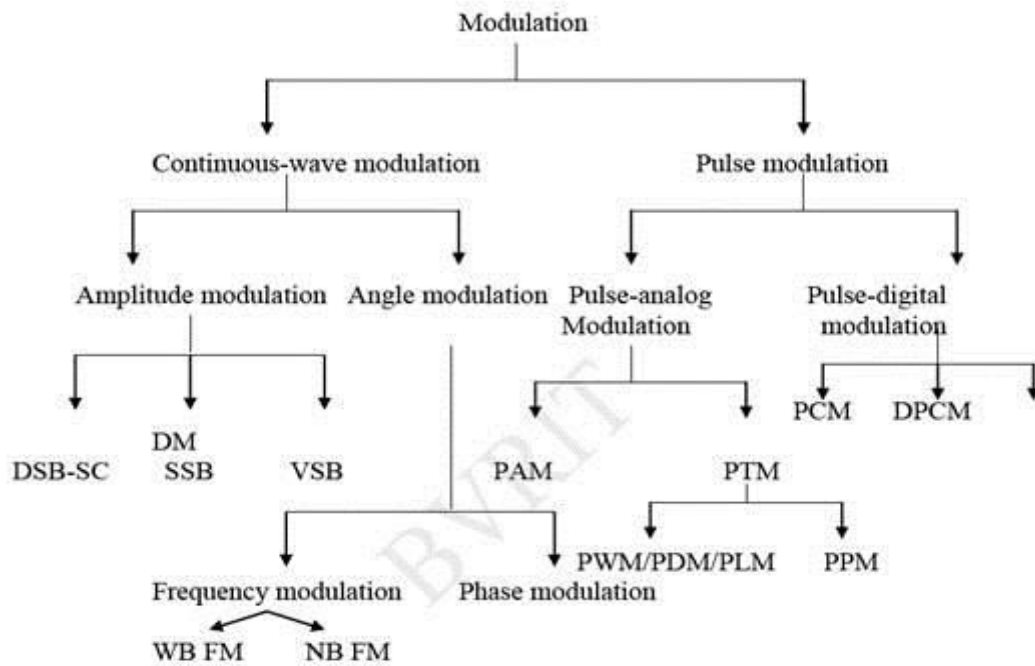 Modulation
Continuous-wave modulation Pulse modulation
Amplitude modulation Angle modulation Pulse-analog Pulse-digital
Modulation modulation
PCM DPCM
DM
DSB-SC SSB VSB PAM PTM
BVRIT
PWM/PDM/PLM PPM
Frequency modulation Phase modulation
WB FM NB FM